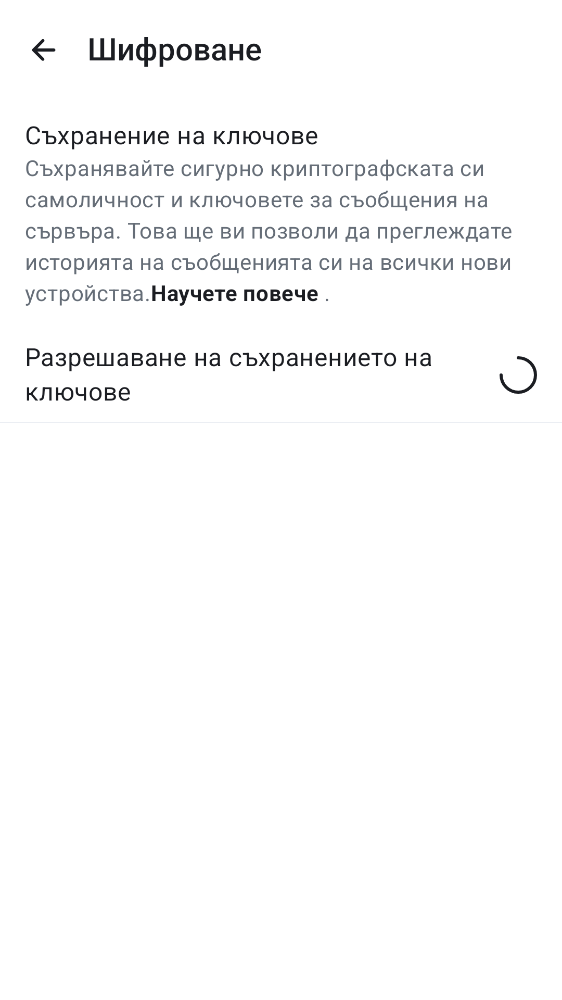 Шифроване
Съхранение на ключове
Съхранявайте сигурно криптографската си
самоличност и ключовете за съобщения на
сървъра. Това ще ви позволи да преглеждате
историята на съобщенията си на всички нови
устройства.Научете повече .
Разрешаване на съхранението на
ключове